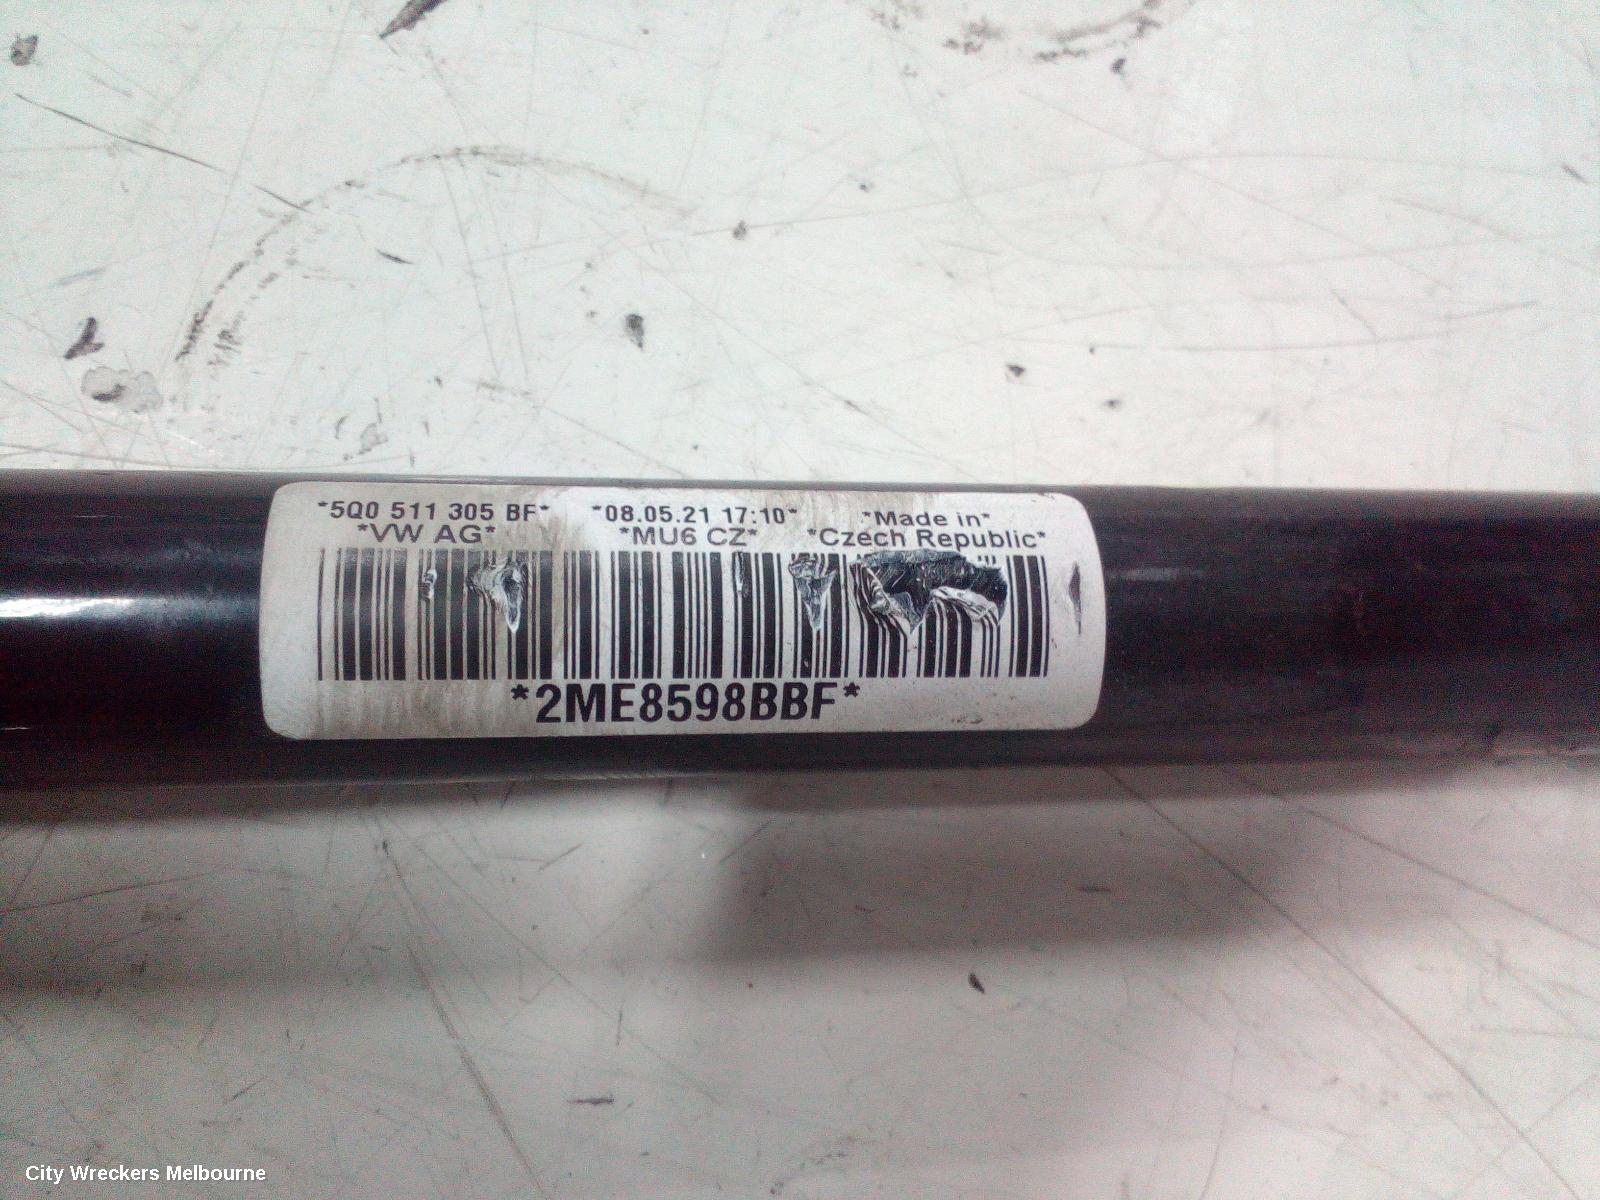 *5Q0 511 305 BF* *08.05.21 17:10* *Made in*
*VW AG* *MU6 CZ* *Czech Republic*
*2ME8598BBF*
City Wreckers Melbourne